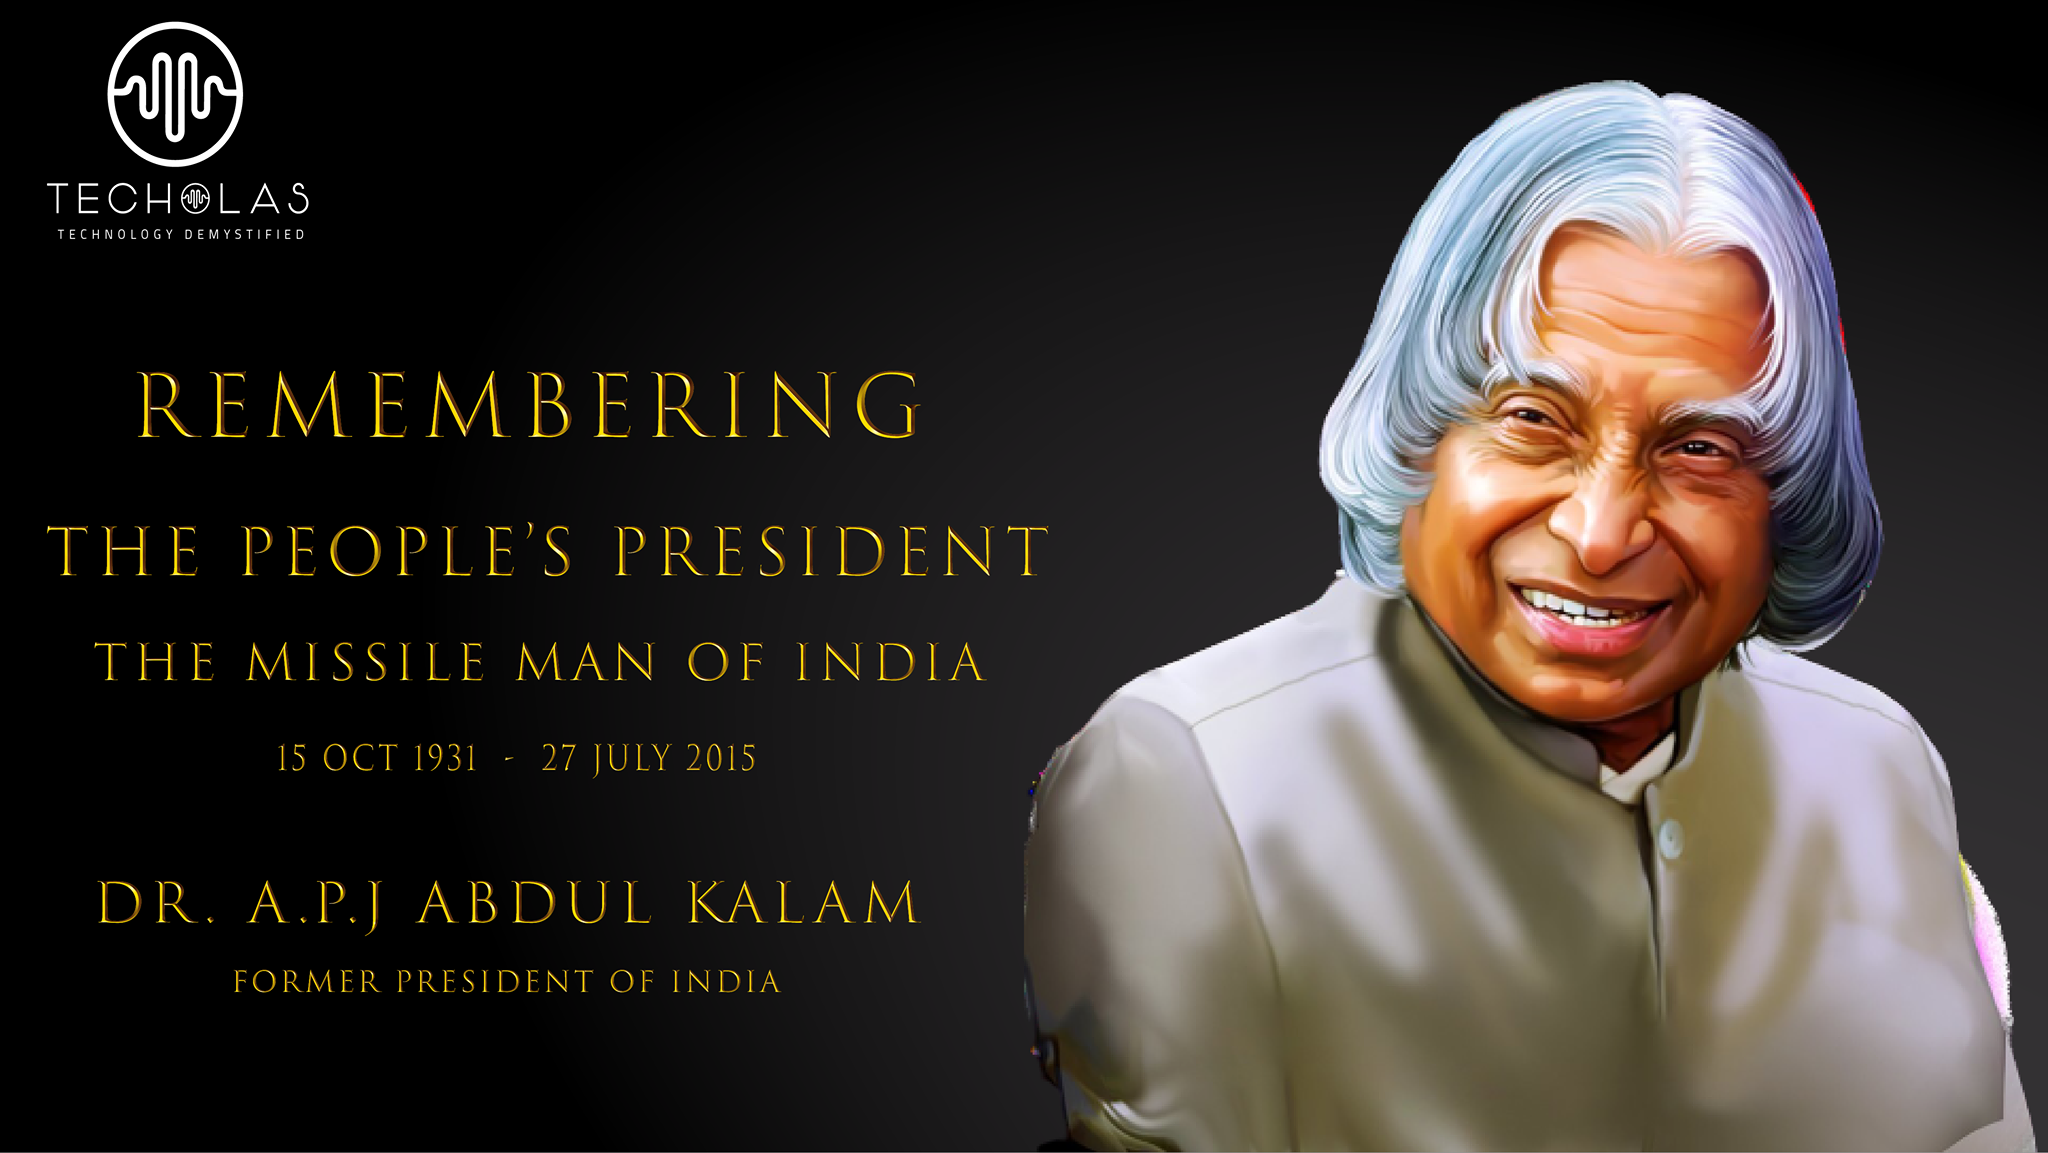 TECHOLAS
TECHNOLOGY DEMYSTIFIED
REMEMBERING
THE PEOPLE’S PRESIDENT
THE MISSILE MAN OF INDIA
15 OCT 1931 - 27 JULY 2015
DR. A.P.J ABDUL KALAM
FORMER PRESIDENT OF INDIA